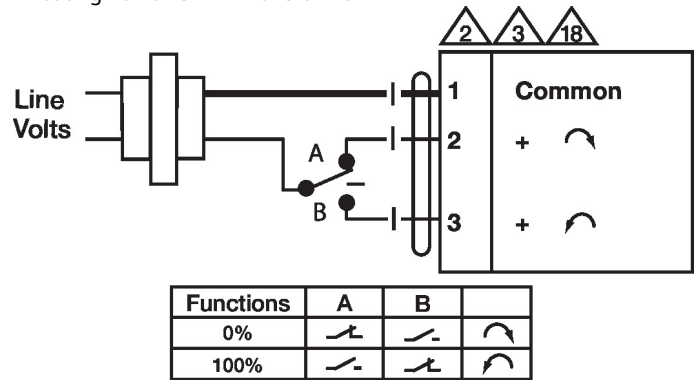 2 3 18
Line
Volts
1 Common
A
2 +
B
3 +
Functions A B
0%
100%